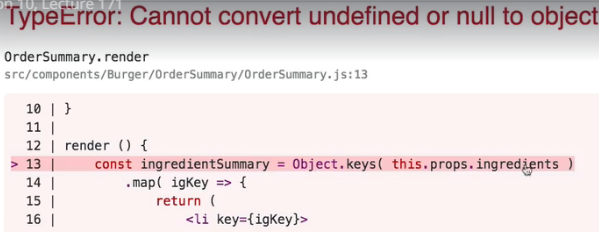 on 10, Lecture 171
TypeError: Cannot convert undefined or null to object
OrderSummary.render
src/components/Burger/OrderSummary/OrderSummary.js:13
10 | }
11 |
12 | render () {
> 13 | const ingredientSummary = Object.keys( this.props.ingredients )
14 | .map( igKey => {
15 | return (
16 | <li key={igKey}>